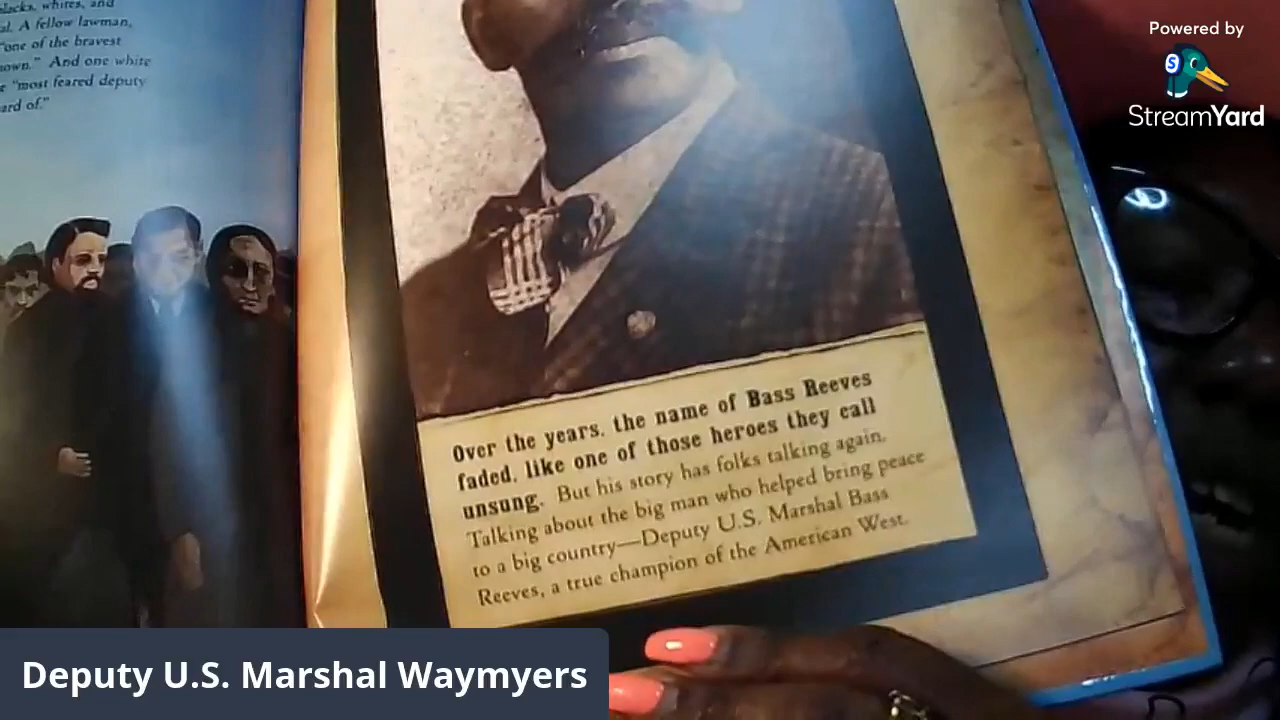 blacks, whites, and
al. A fellow lawman,
"one of the bravest
own." And one white
"most feared deputy
ard of."
Powered by
S
StreamYard
Over the years, the name of Bass Reeves
faded, like one of those heroes they call
unsung. But his story has folks talking again.
Talking about the big man who helped bring peace
to a big country—Deputy U.S. Marshal Bass
Reeves, a true champion of the American West.
Deputy U.S. Marshal Waymyers